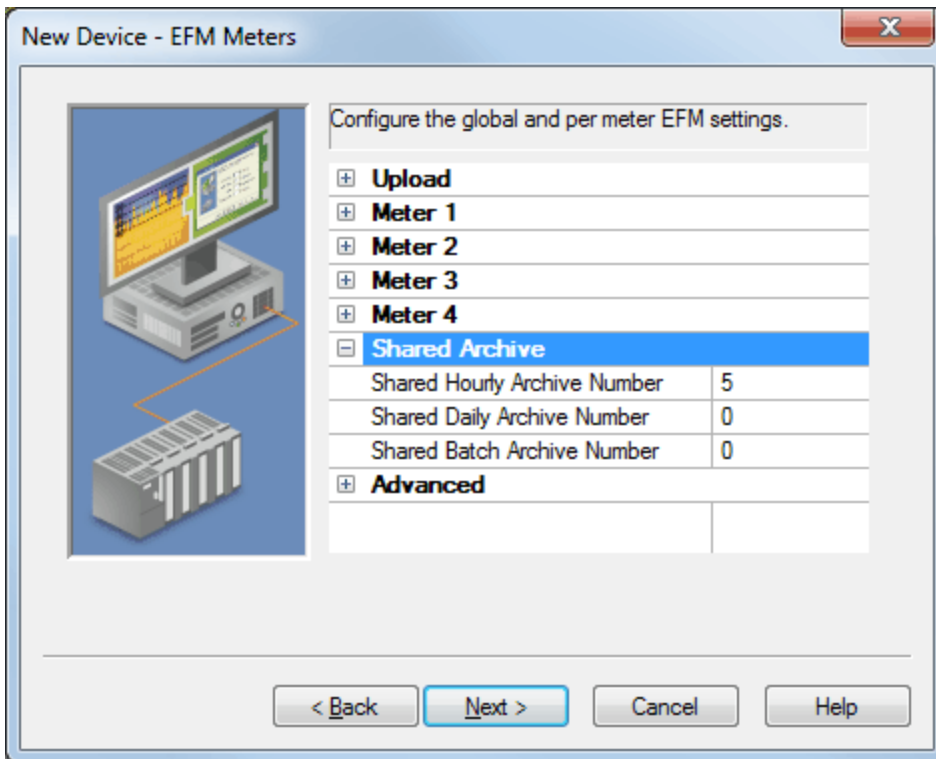 New Device - EFM Meters
Configure the global and per meter EFM settings.
Upload
Meter 1
Meter 2
Meter 3
Meter 4
Shared Archive
Shared Hourly Archive Number 5
Shared Daily Archive Number 0
Shared Batch Archive Number 0
Advanced
< Back Next > Cancel Help